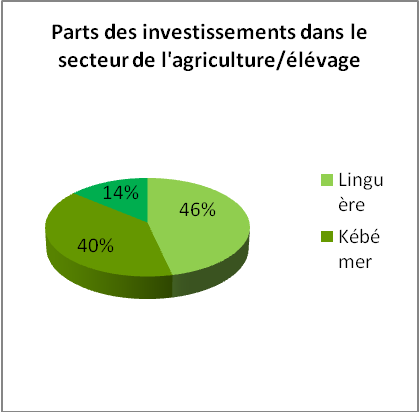 Parts des investissements dans le
secteur de l'agriculture/élévage
14%
46%
40%
Lingu
ère
Kébé
mer